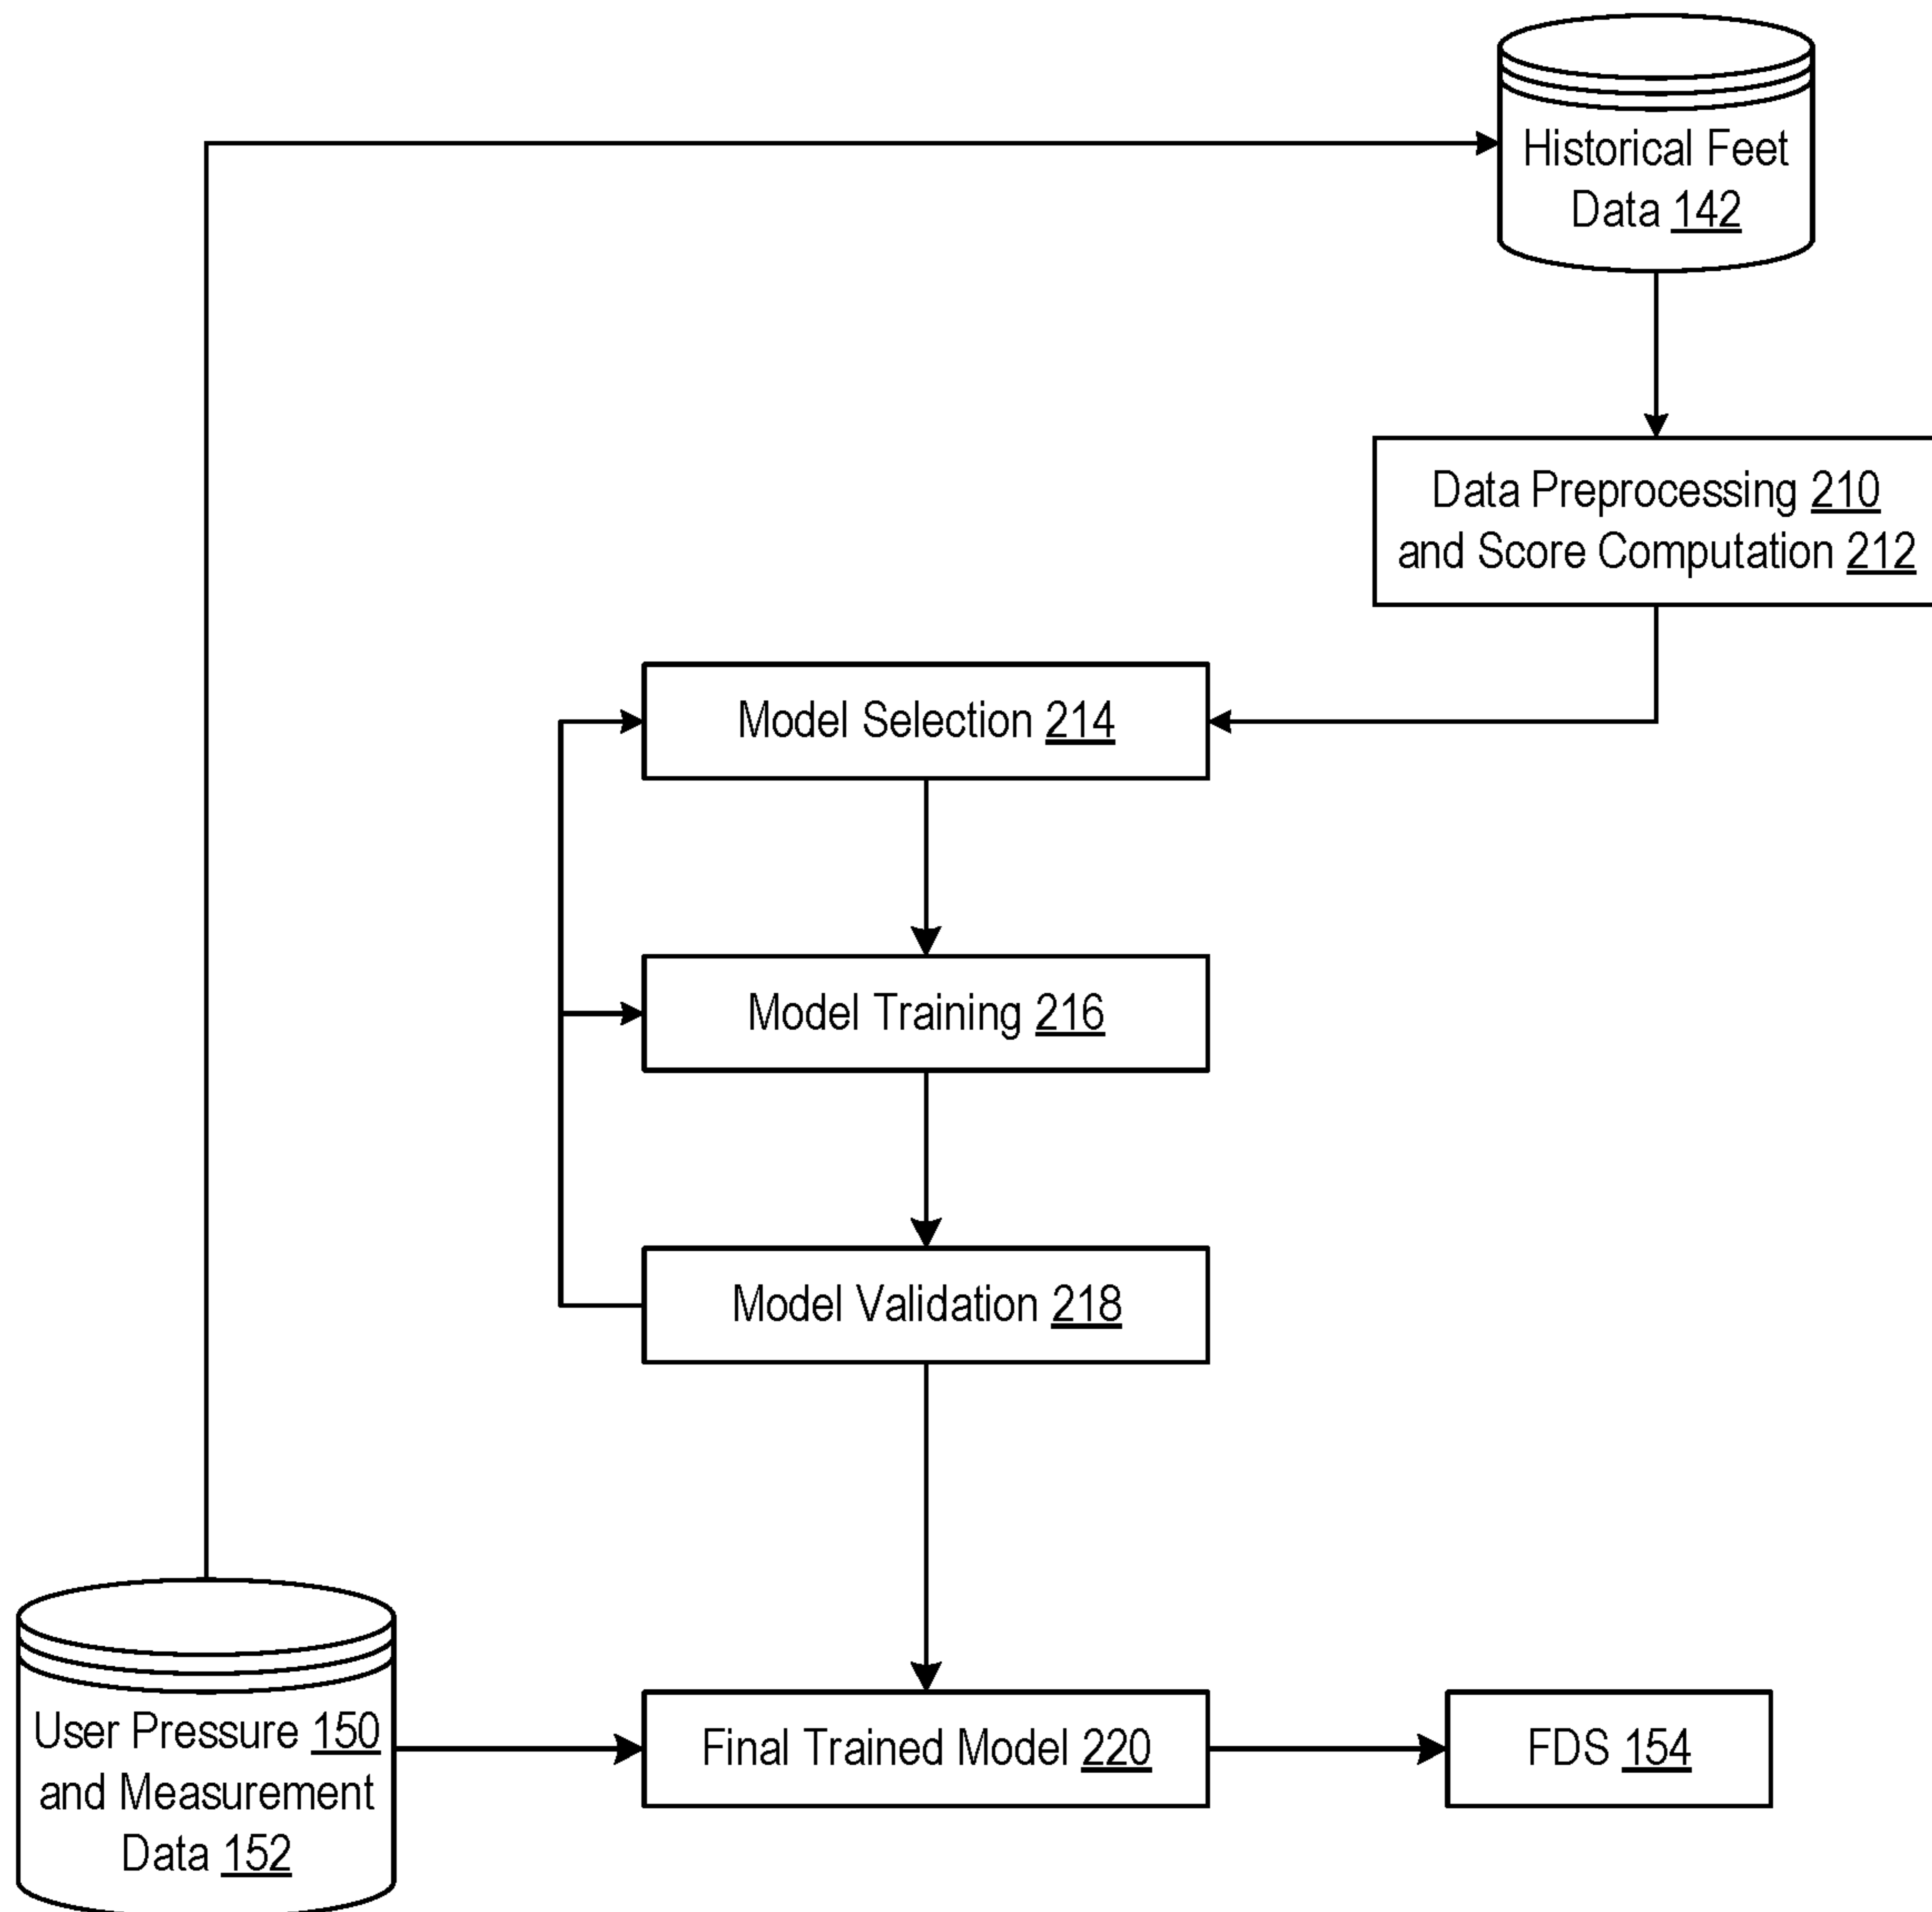 Historical Feet
Data 142
Data Preprocessing 210
and Score Computation 212
Model Selection 214
Model Training 216
Model Validation 218
User Pressure 150
and Measurement
Data 152
Final Trained Model 220
FDS 154